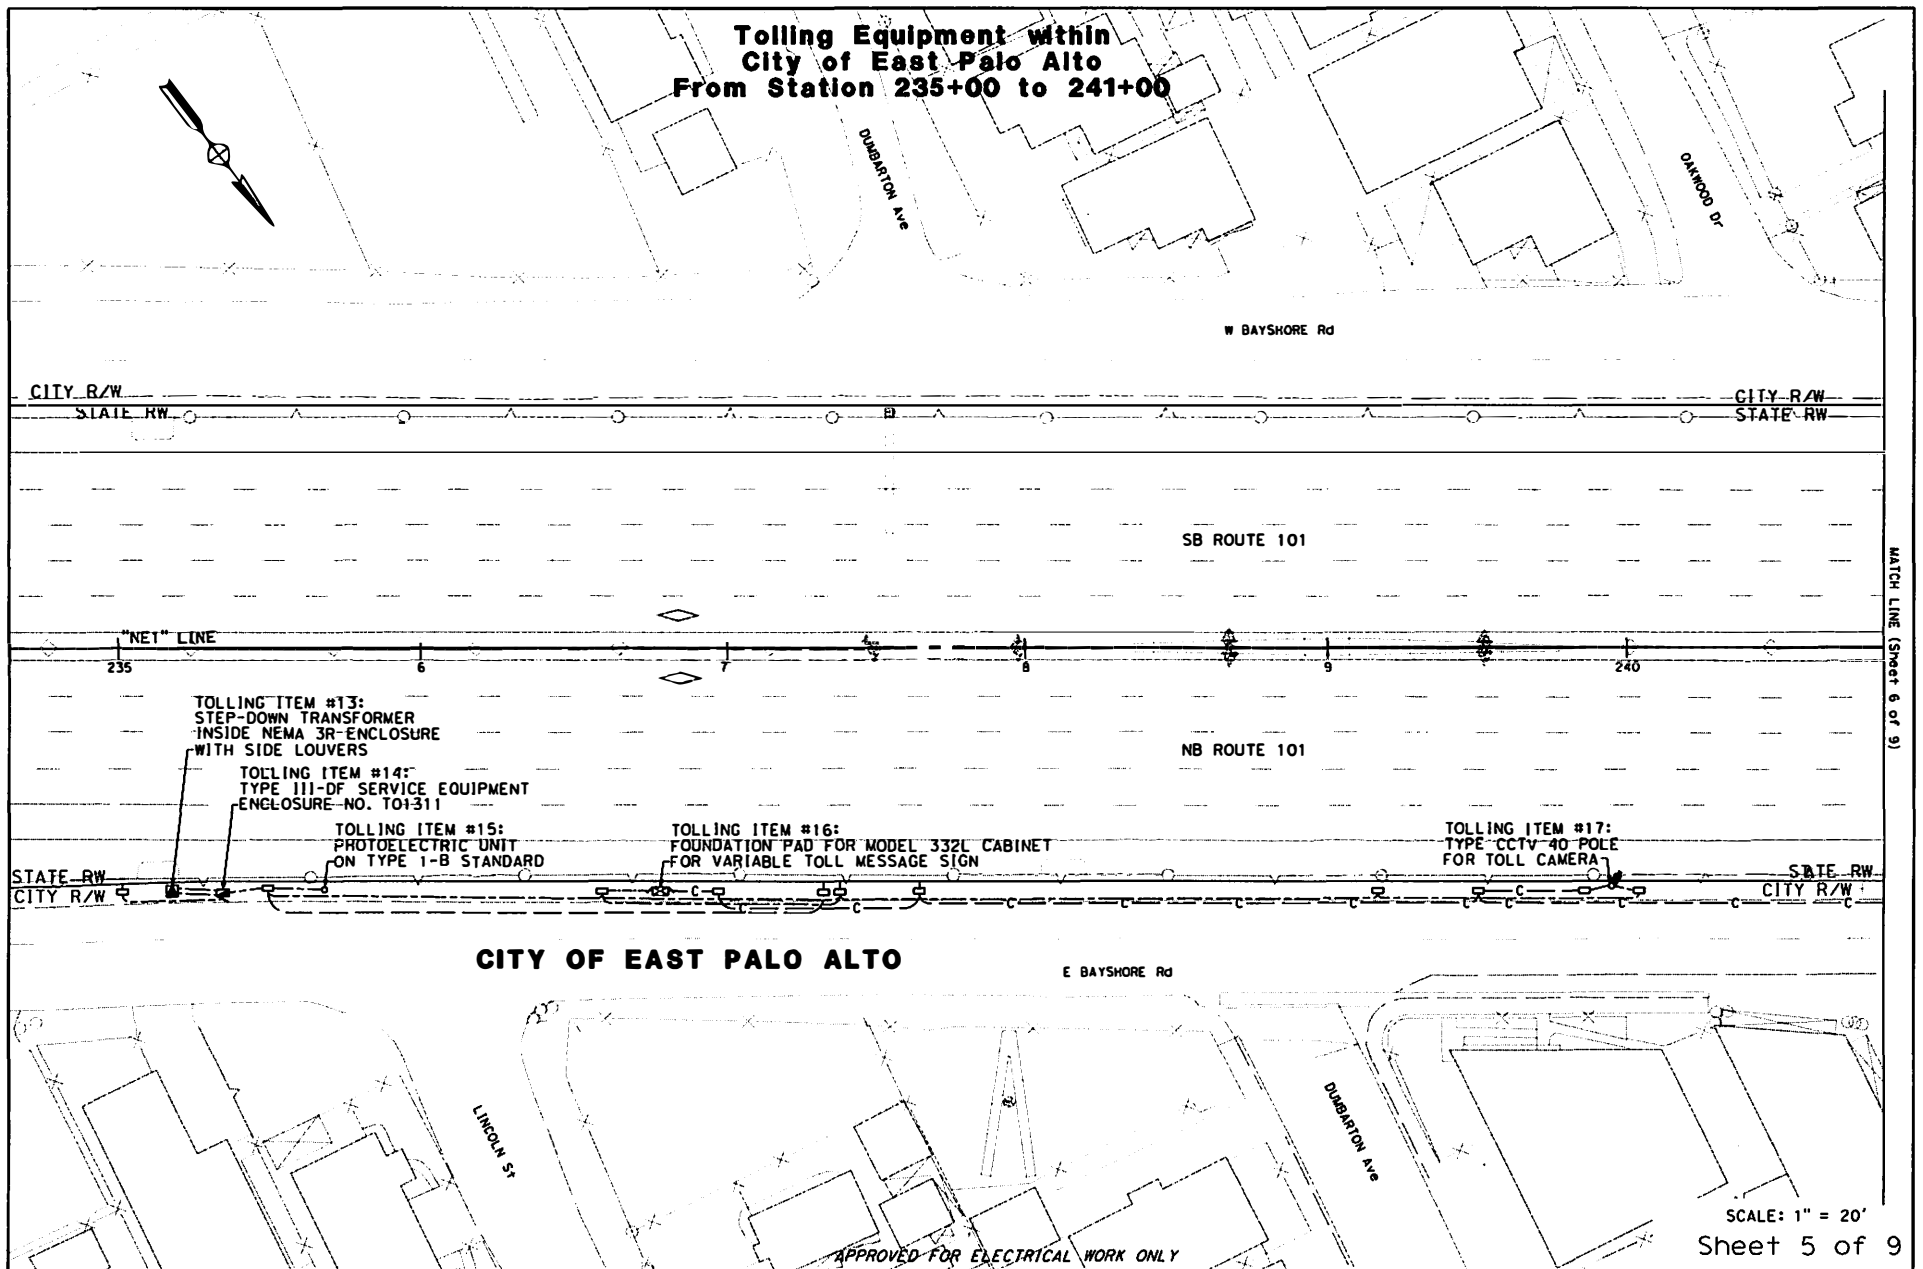 Tolling Equipment within
City of East Palo Alto
From Station 235+00 to 241+00
DUMBARTON Ave
OAKWOOD Dr
W BAYSHORE Rd
CITY R/W
STATE RW
CITY R/W
STATE RW
SB ROUTE 101
MATCH LINE (Sheet 6 of 9)
"NET" LINE
235
6
7
8
9
240
TOLLING ITEM #13:
STEP-DOWN TRANSFORMER
INSIDE NEMA 3R ENCLOSURE
WITH SIDE LOUVERS
NB ROUTE 101
TOLLING ITEM #14:
TYPE III-DF SERVICE EQUIPMENT
ENCLOSURE NO. TO1311
TOLLING ITEM #15:
PHOTOELECTRIC UNIT
ON TYPE 1-B STANDARD
TOLLING ITEM #16:
FOUNDATION PAD FOR MODEL 332L CABINET
FOR VARIABLE TOLL MESSAGE SIGN
TOLLING ITEM #17:
TYPE CCTV 40 POLE
FOR TOLL CAMERA
STATE RW
CITY R/W
STATE RW
CITY R/W
C
C
C
C
C
C
C
C
C
C
C
C
C
CITY OF EAST PALO ALTO
E BAYSHORE Rd
LINCOLN St
DUMBARTON Ave
SCALE: 1" = 20'
APPROVED FOR ELECTRICAL WORK ONLY
Sheet 5 of 9